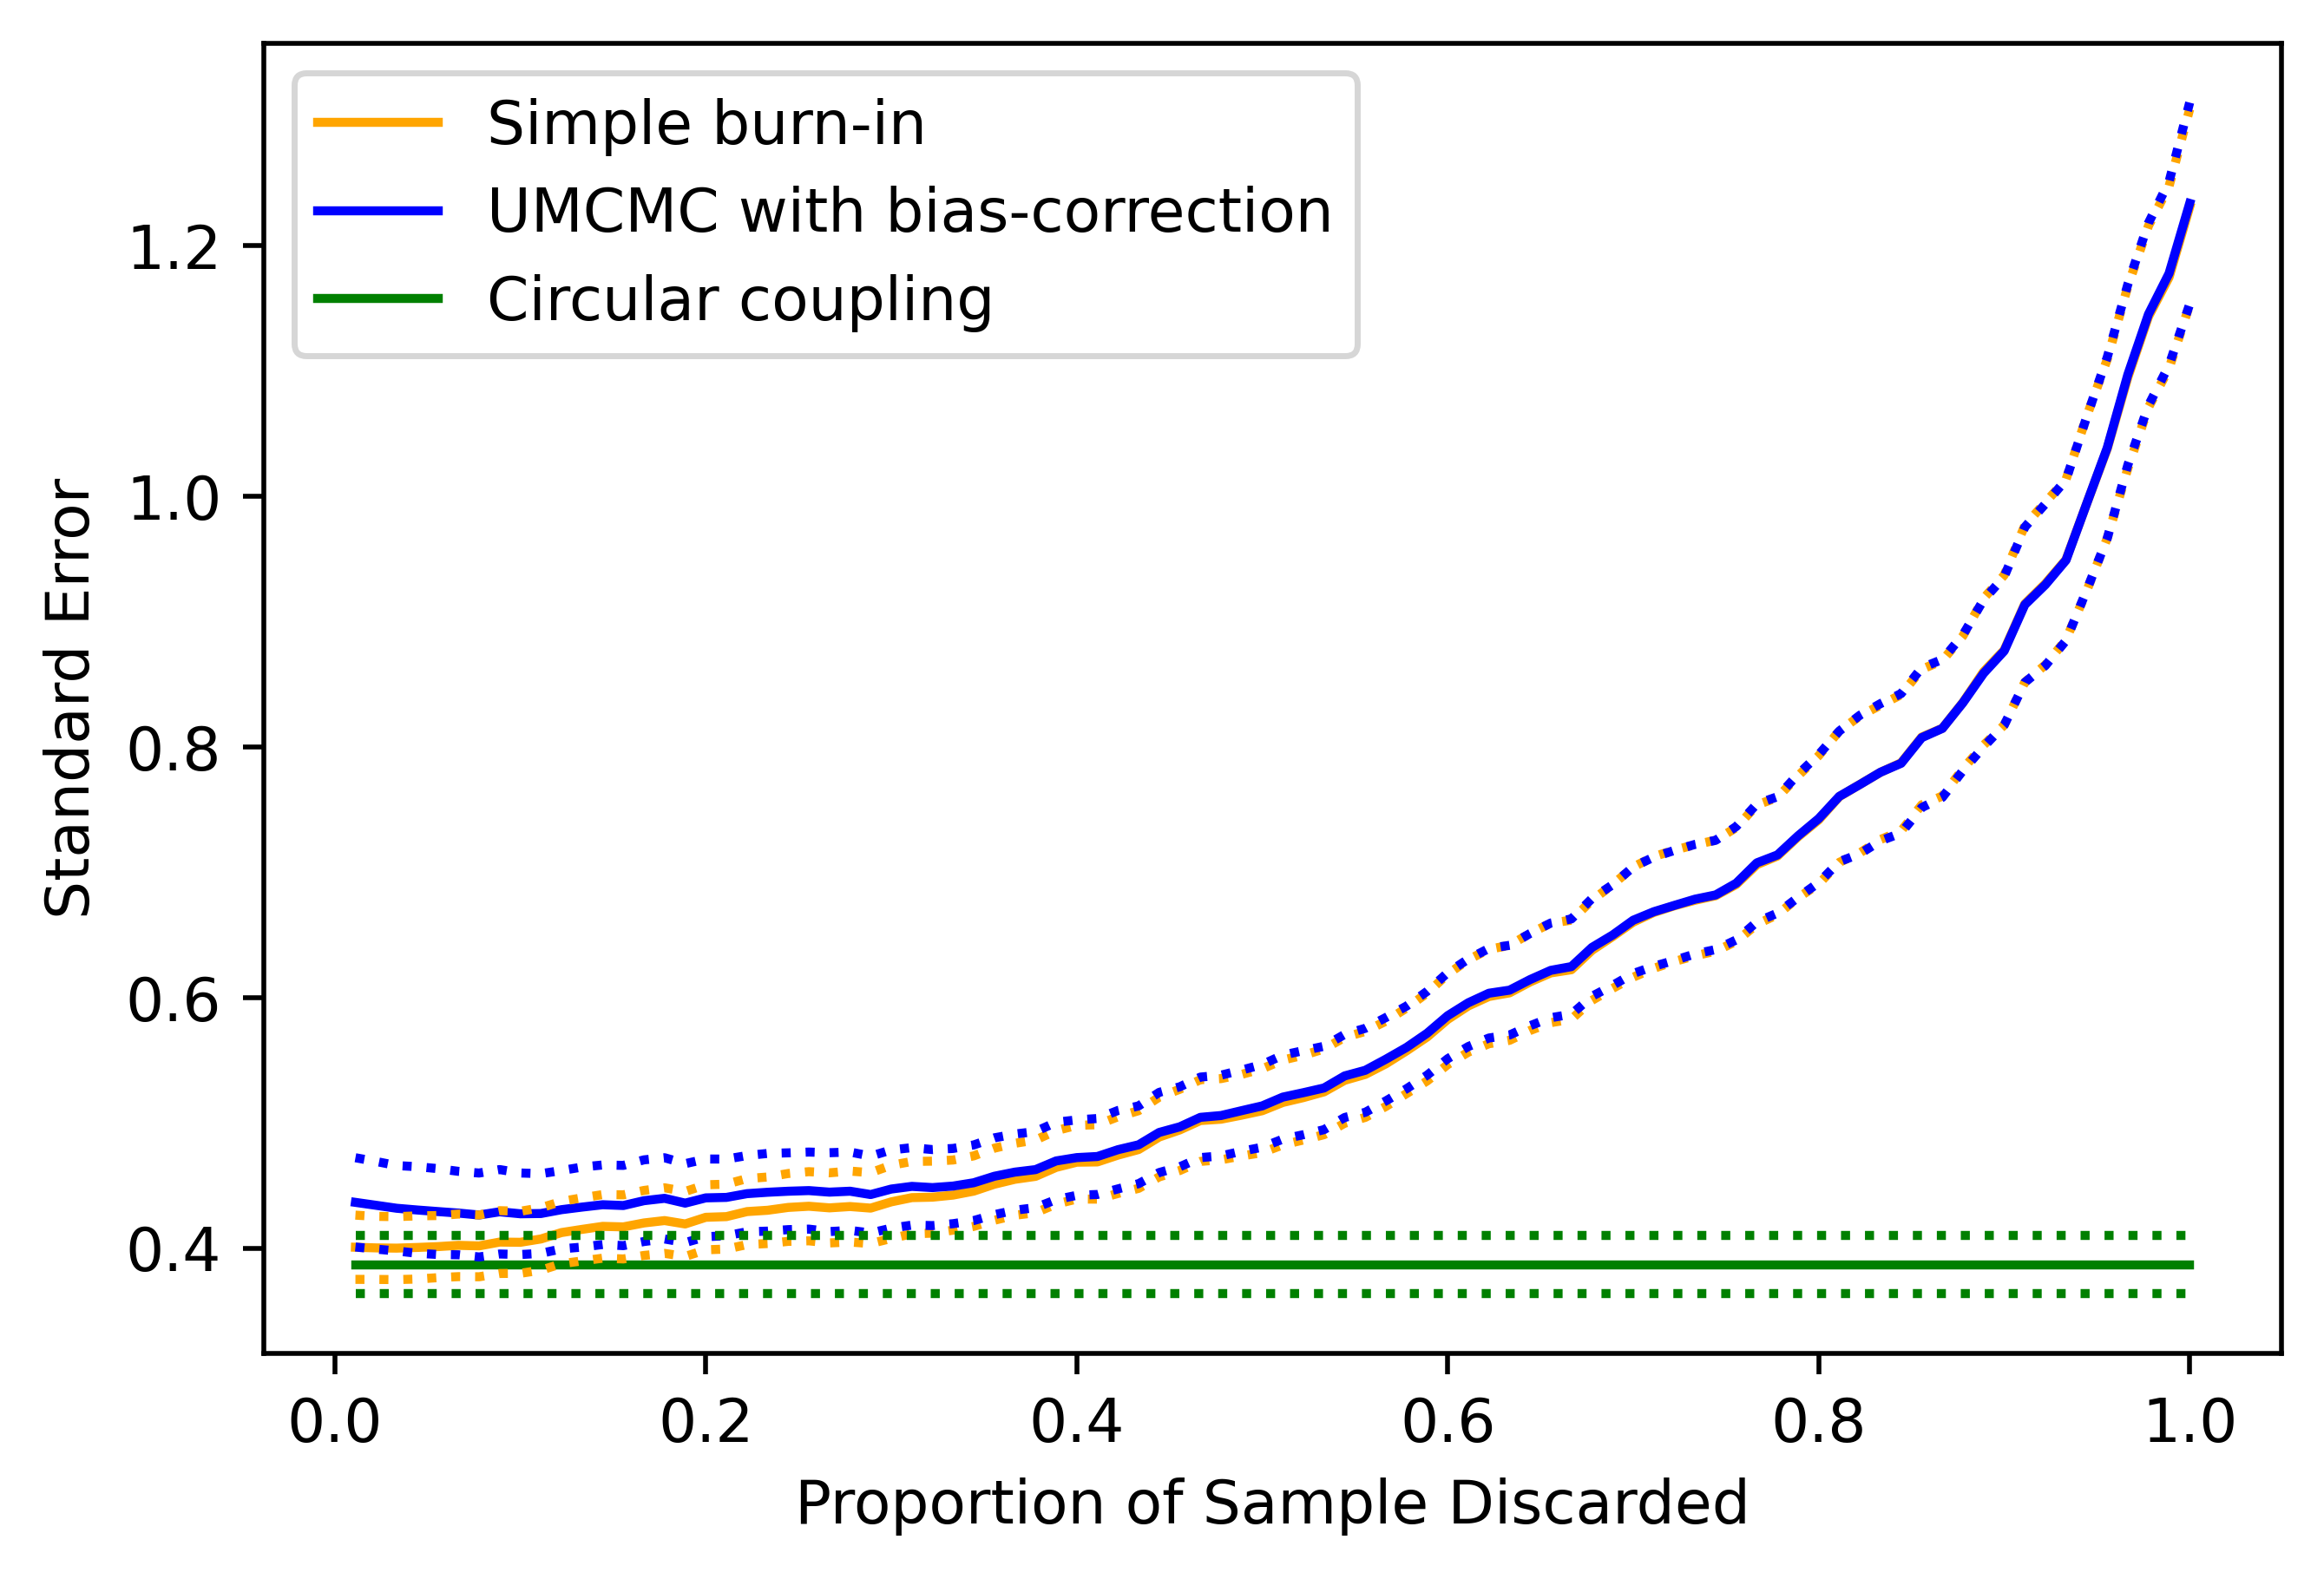 Simple burn-in
UMCMC with bias-correction
Circular coupling
Standard Error
1.2
1.0
0.8
0.6
0.4
0.0 0.2 0.4 0.6 0.8 1.0
Proportion of Sample Discarded